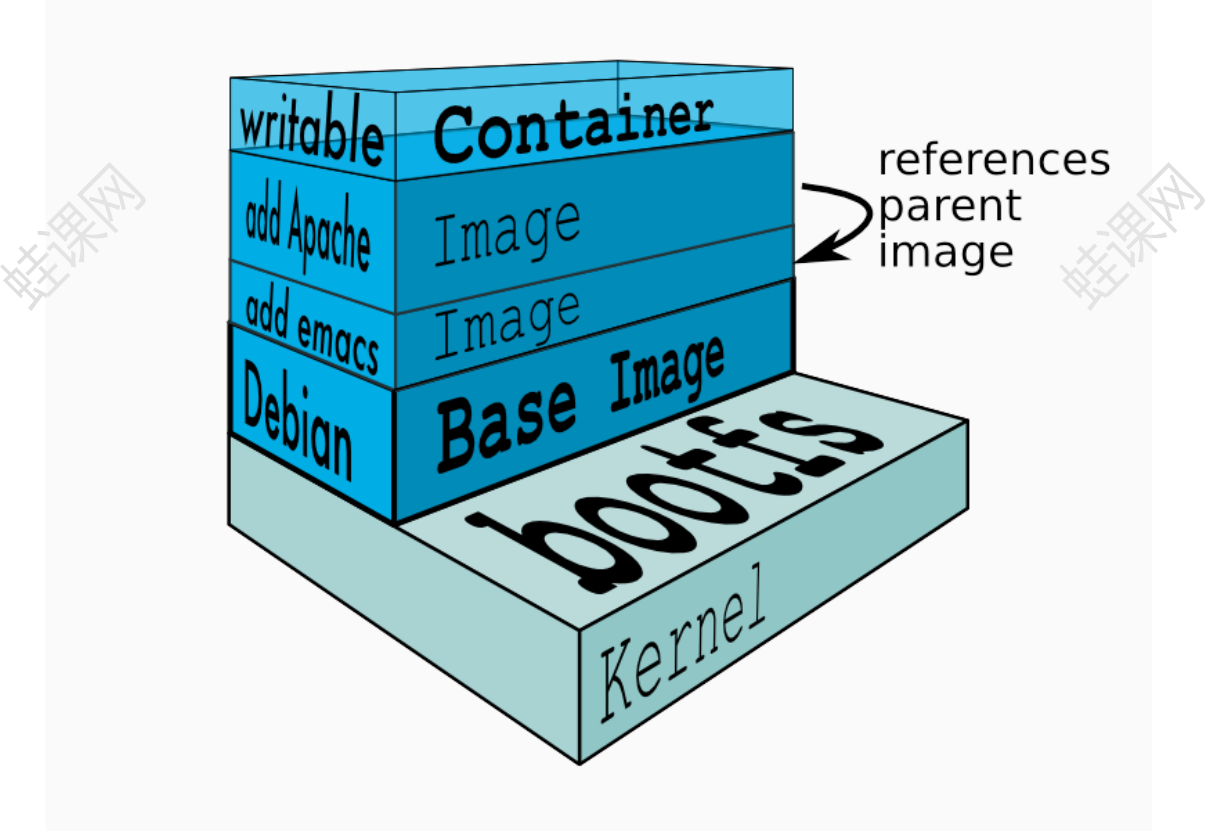 writable Container
references
parent
image
add Apache Image
add emacs Image
Debian Base Image
bootfs
Kernel
蛙课网
蛙课网